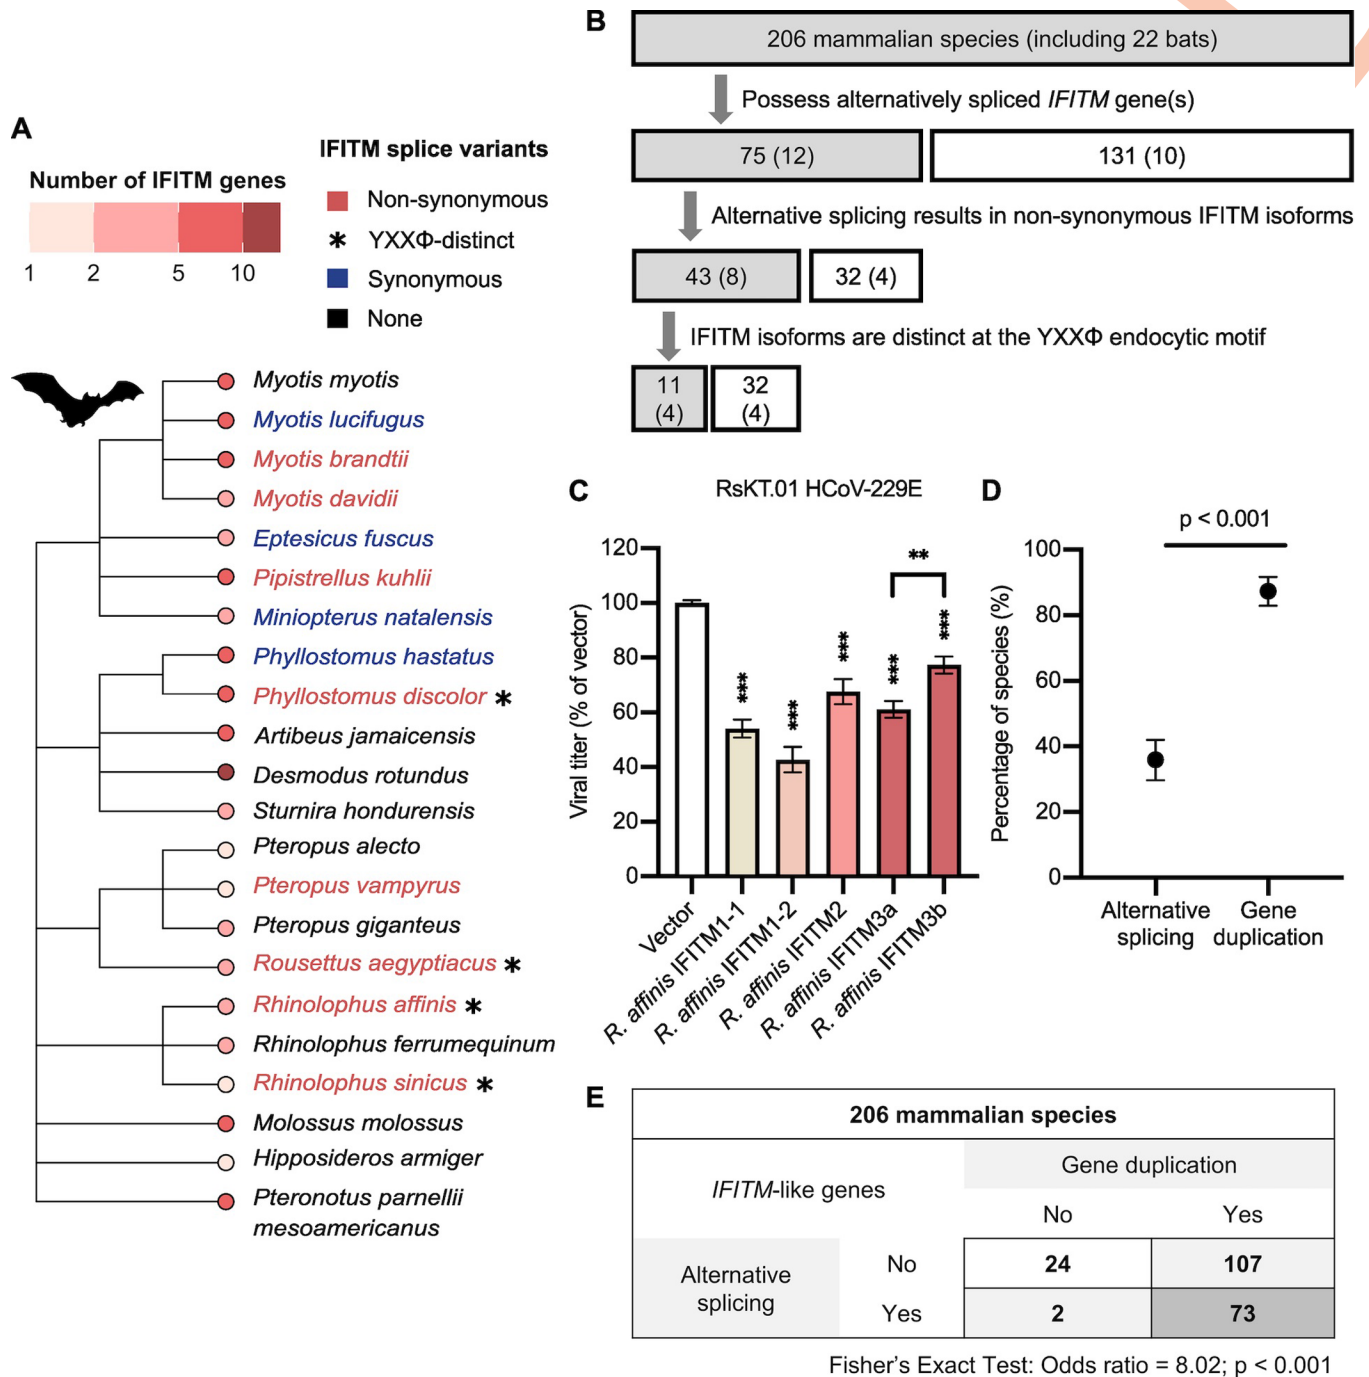 A
Number of IFITM genes
1 2 5 10
IFITM splice variants
Non-synonymous
* YXXΦ-distinct
Synonymous
None
Myotis myotis
Myotis lucifugus
Myotis brandtii
Myotis davidii
Eptesicus fuscus
Pipistrellus kuhlii
Miniopterus natalensis
Phyllostomus hastatus
Phyllostomus discolor *
Artibeus jamaicensis
Desmodus rotundus
Sturnira hondurensis
Pteropus alecto
Pteropus vampyrus
Pteropus giganteus
Rousettus aegyptiacus *
Rhinolophus affinis *
Rhinolophus ferrumequinum
Rhinolophus sinicus *
Molossus molossus
Hipposideros armiger
Pteronotus parnellii
mesoamericanus
B
206 mammalian species (including 22 bats)
Possess alternatively spliced IFITM gene(s)
75 (12) 131 (10)
Alternative splicing results in non-synonymous IFITM isoforms
43 (8) 32 (4)
IFITM isoforms are distinct at the YXXΦ endocytic motif
11 32
(4) (4)
C
RsKT.01 HCoV-229E
Viral titer (% of vector)
120
100
80
60
40
20
0
***
***
***
***
***
**
Vector
R. affinis IFITM1-1
R. affinis IFITM1-2
R. affinis IFITM2
R. affinis IFITM3a
R. affinis IFITM3b
D
p < 0.001
Percentage of species (%)
100
80
60
40
20
0
Alternative Gene
splicing duplication
E
206 mammalian species
IFITM-like genes
Gene duplication
No Yes
Alternative
splicing
No 24 107
Yes 2 73
Fisher's Exact Test: Odds ratio = 8.02; p < 0.001